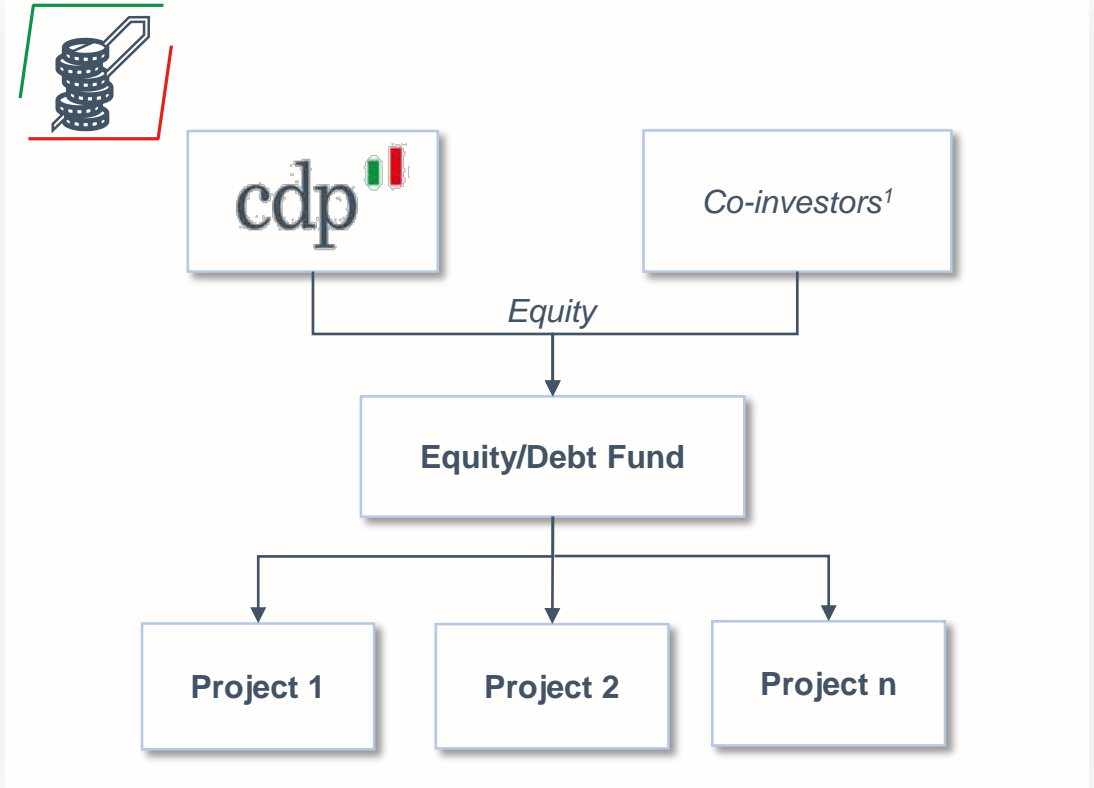 cdp
Co-investors¹
Equity
Equity/Debt Fund
Project 1
Project 2
Project n